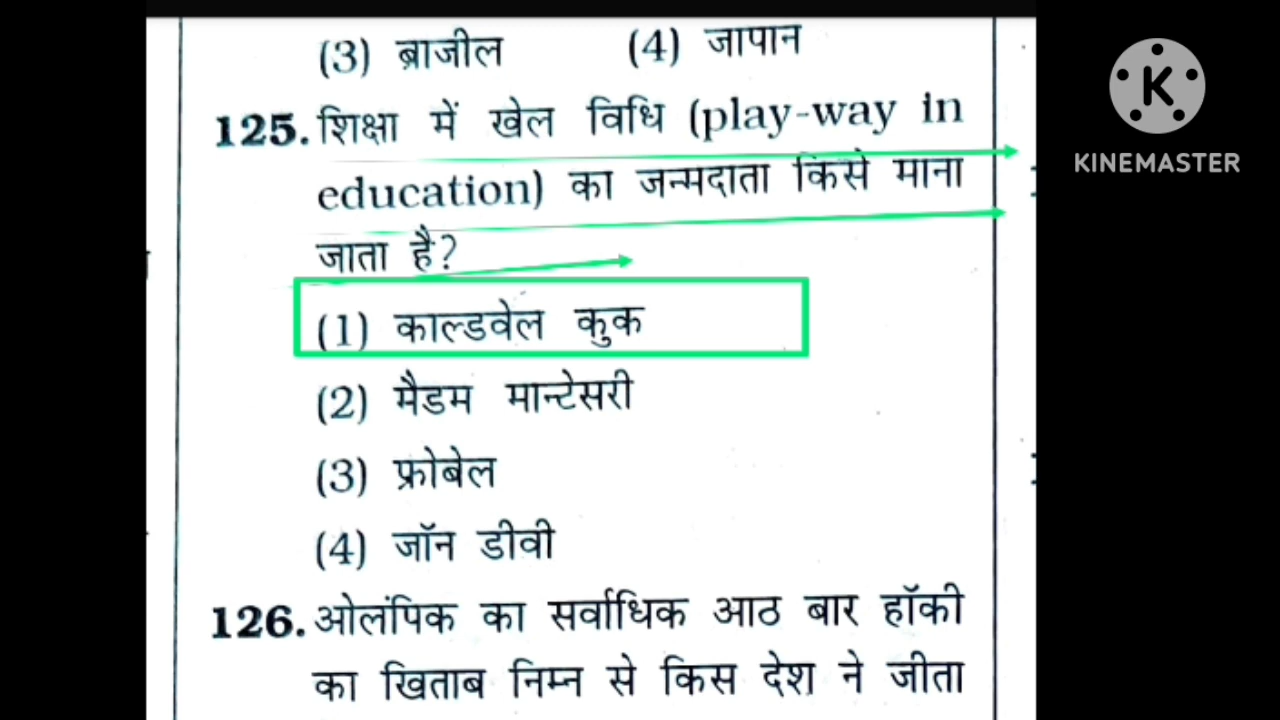 (3) ब्राजील (4) जापान
125. शिक्षा में खेल विधि (play-way in
education) का जन्मदाता किसे माना
जाता है?
(1) काल्डवेल कुक
(2) मैडम मान्टेसरी
(3) फ्रोबेल
(4) जॉन डीवी
126. ओलंपिक का सर्वाधिक आठ बार हॉकी
का खिताब निम्न से किस देश ने जीता
K
KINEMASTER